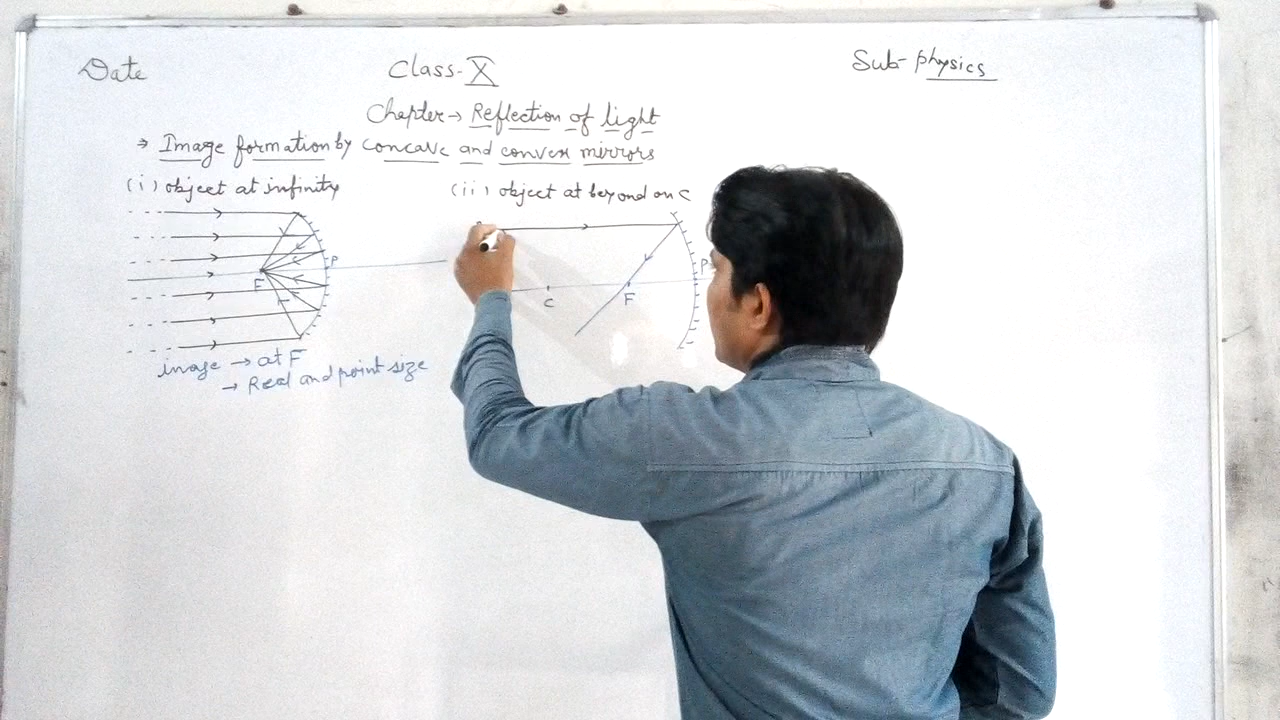 Date
Class-X
Sub-physics
Chapter→ Reflection of light
→ Image formation by concave and convex mirrors
(i) object at infinity
(ii) object at beyond on C
P
F
P
C
F
image → at F
→ Real and point size